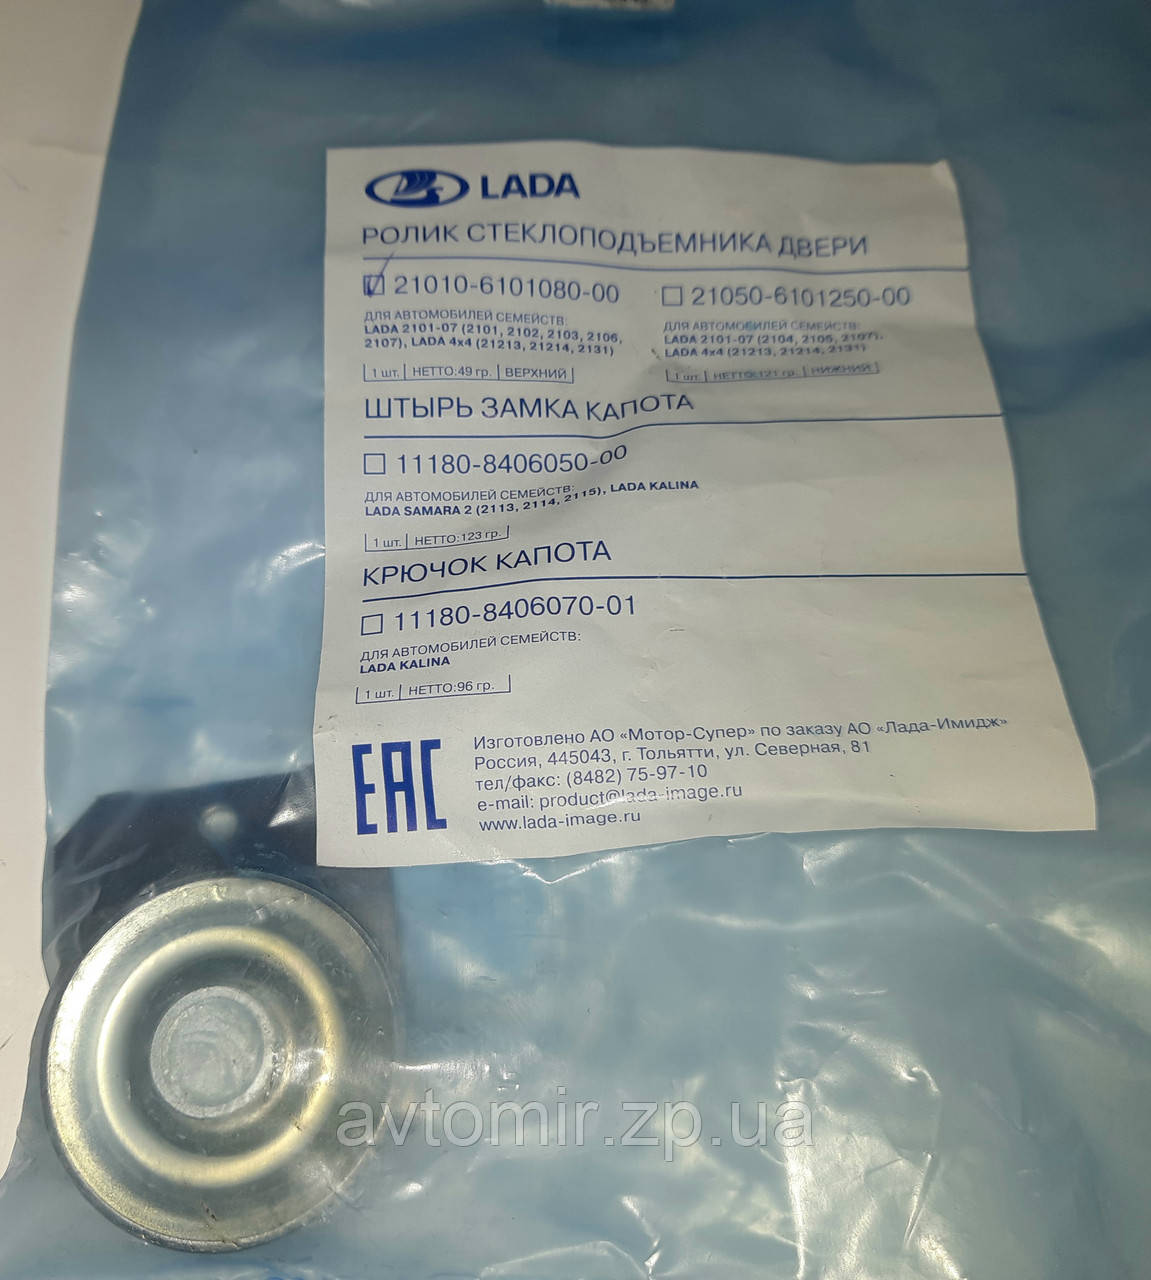 LADA
РОЛИК СТЕКЛОПОДЪЕМНИКА ДВЕРИ
21010-6101080-00
ДЛЯ АВТОМОБИЛЕЙ СЕМЕЙСТВ:
LADA 2101-07 (2101, 2102, 2103, 2106,
2107), LADA 4x4 (21213, 21214, 2131)
1 шт. НЕТТО:49 гр. ВЕРХНИЙ
21050-6101250-00
ДЛЯ АВТОМОБИЛЕЙ СЕМЕЙСТВ:
LADA 2101-07 (2104, 2105, 2107),
LADA 4x4 (21213, 21214, 2131)
1 шт. НЕТТО:121 гр. НИЖНИЙ
ШТЫРЬ ЗАМКА КАПОТА
11180-8406050-00
ДЛЯ АВТОМОБИЛЕЙ СЕМЕЙСТВ:
LADA SAMARA 2 (2113, 2114, 2115), LADA KALINA
1 шт. НЕТТО:123 гр.
КРЮЧОК КАПОТА
11180-8406070-01
ДЛЯ АВТОМОБИЛЕЙ СЕМЕЙСТВ:
LADA KALINA
1 шт. НЕТТО:96 гр.
EAC
Изготовлено АО «Мотор-Супер» по заказу АО «Лада-Имидж»
Россия, 445043, г. Тольятти, ул. Северная, 81
тел/факс: (8482) 75-97-10
e-mail: product@lada-image.ru
www.lada-image.ru
avtomir.zp.ua